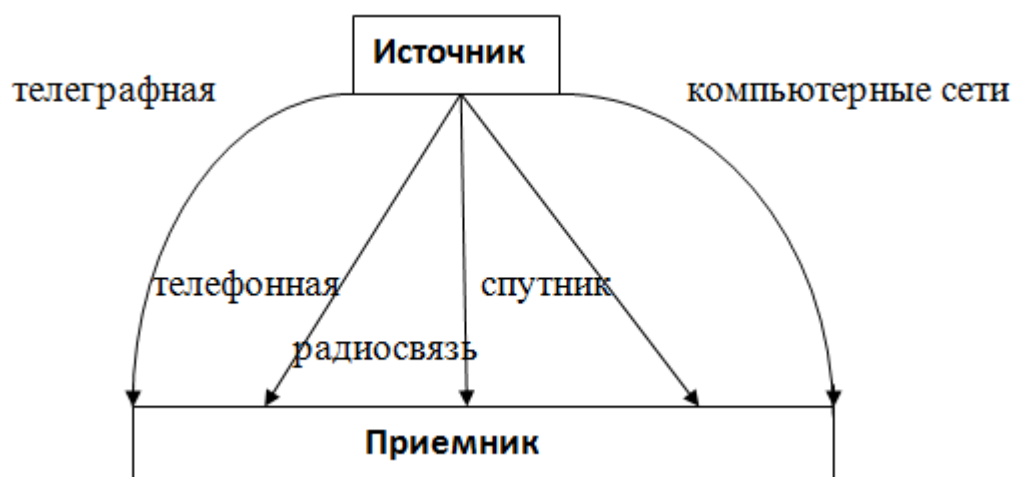 Источник
телеграфная
компьютерные сети
телефонная
спутник
радиосвязь
Приемник